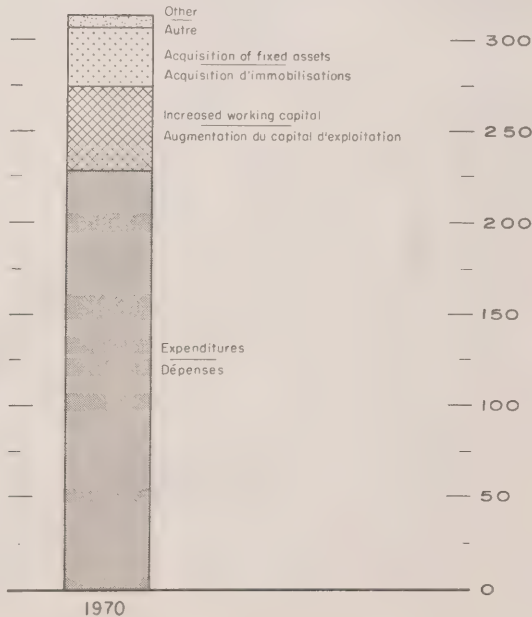 Other
Autre
300
Acquisition of fixed assets
Acquisition d'immobilisations
Increased working capital
250
Augmentation du capital d'exploitation
200
150
Expenditures
Dépenses
100
50
0
1970